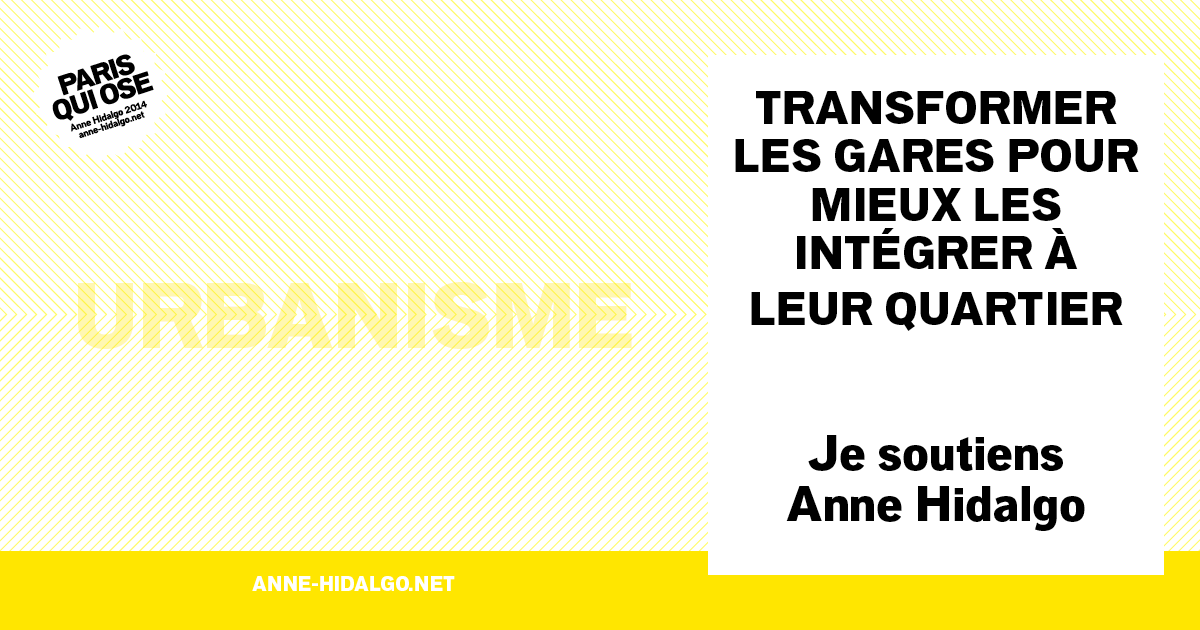 PARIS
QUI OSE
Anne Hidalgo 2014
anne-hidalgo.net
URBANISME
TRANSFORMER
LES GARES POUR
MIEUX LES
INTÉGRER À
LEUR QUARTIER
Je soutiens
Anne Hidalgo
ANNE-HIDALGO.NET